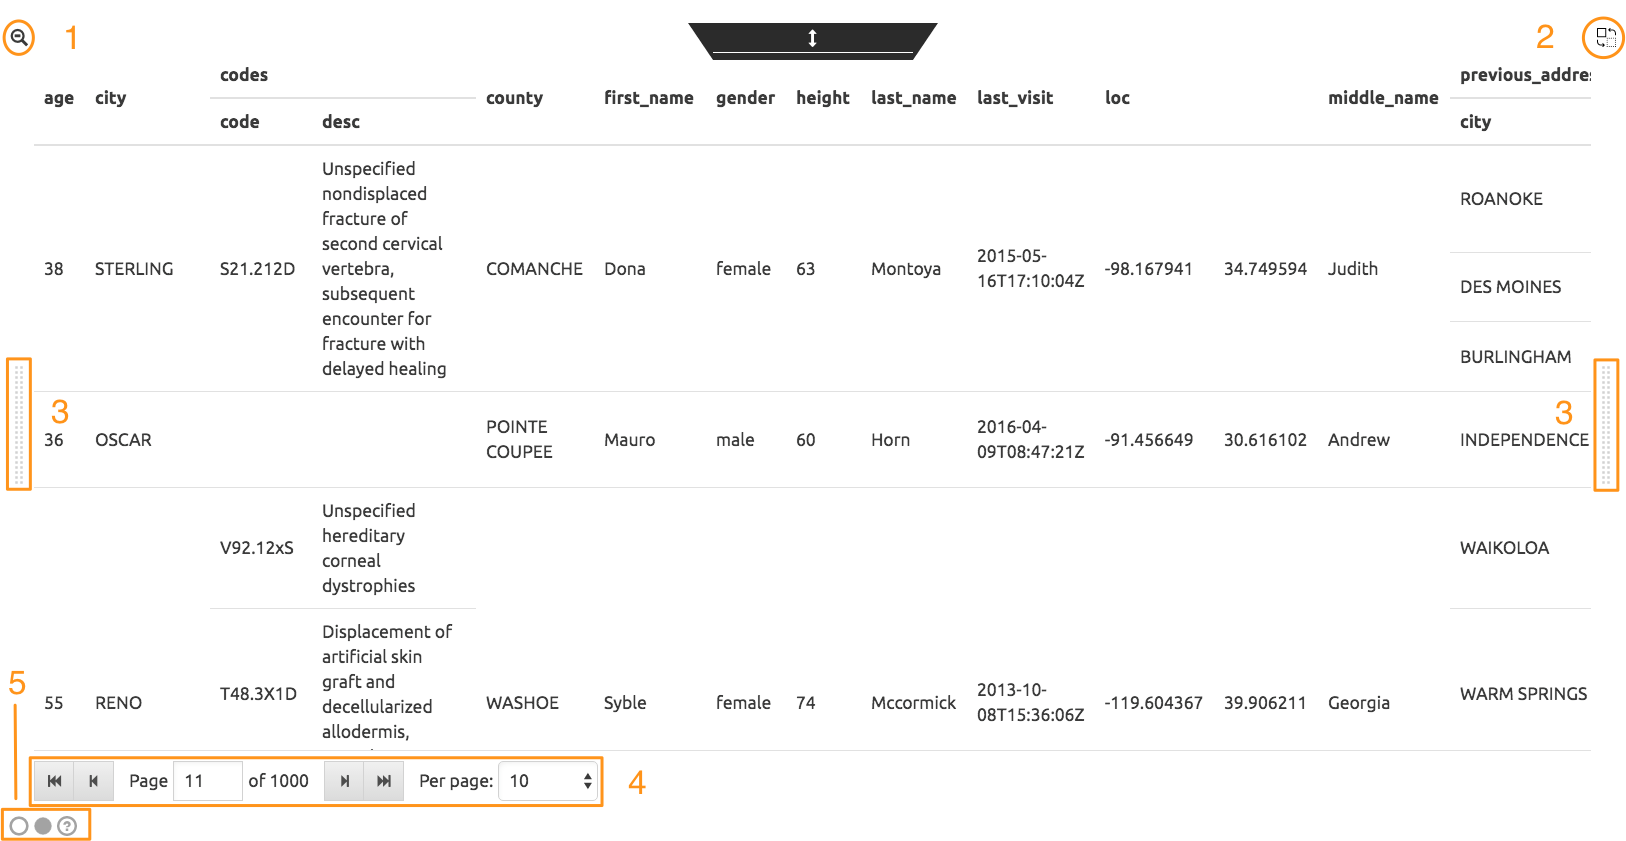 1
2
codes
previous_addre
age city county first_name gender height last_name last_visit loc middle_name
code desc city
Unspecified
nondisplaced
fracture of
second cervical
vertebra,
subsequent
encounter for
fracture with
delayed healing
38 STERLING S21.212D COMANCHE Dona female 63 Montoya
2015-05-
16T17:10:04Z
-98.167941 34.749594 Judith
ROANOKE
DES MOINES
BURLINGHAM
3
3
36 OSCAR
POINTE
COUPEE
Mauro male 60 Horn
2016-04-
09T08:47:21Z
-91.456649 30.616102 Andrew INDEPENDENCE
V92.12xS
Unspecified
hereditary
corneal
dystrophies
WAIKOLOA
55 RENO
T48.3X1D
Displacement of
artificial skin
graft and
decellularized
allodermis,
WASHOE Syble female 74 Mccormick
2013-10-
08T15:36:06Z
-119.604367 39.906211 Georgia
WARM SPRINGS
5
Page 11 of 1000 Per page: 10
4
?